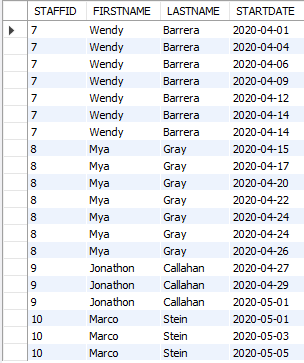 STAFFID FIRSTNAME LASTNAME STARTDATE
7 Wendy Barrera 2020-04-01
7 Wendy Barrera 2020-04-04
7 Wendy Barrera 2020-04-06
7 Wendy Barrera 2020-04-09
7 Wendy Barrera 2020-04-12
7 Wendy Barrera 2020-04-14
7 Wendy Barrera 2020-04-14
8 Mya Gray 2020-04-15
8 Mya Gray 2020-04-17
8 Mya Gray 2020-04-20
8 Mya Gray 2020-04-22
8 Mya Gray 2020-04-24
8 Mya Gray 2020-04-24
8 Mya Gray 2020-04-26
9 Jonathon Callahan 2020-04-27
9 Jonathon Callahan 2020-04-29
9 Jonathon Callahan 2020-05-01
10 Marco Stein 2020-05-01
10 Marco Stein 2020-05-03
10 Marco Stein 2020-05-05